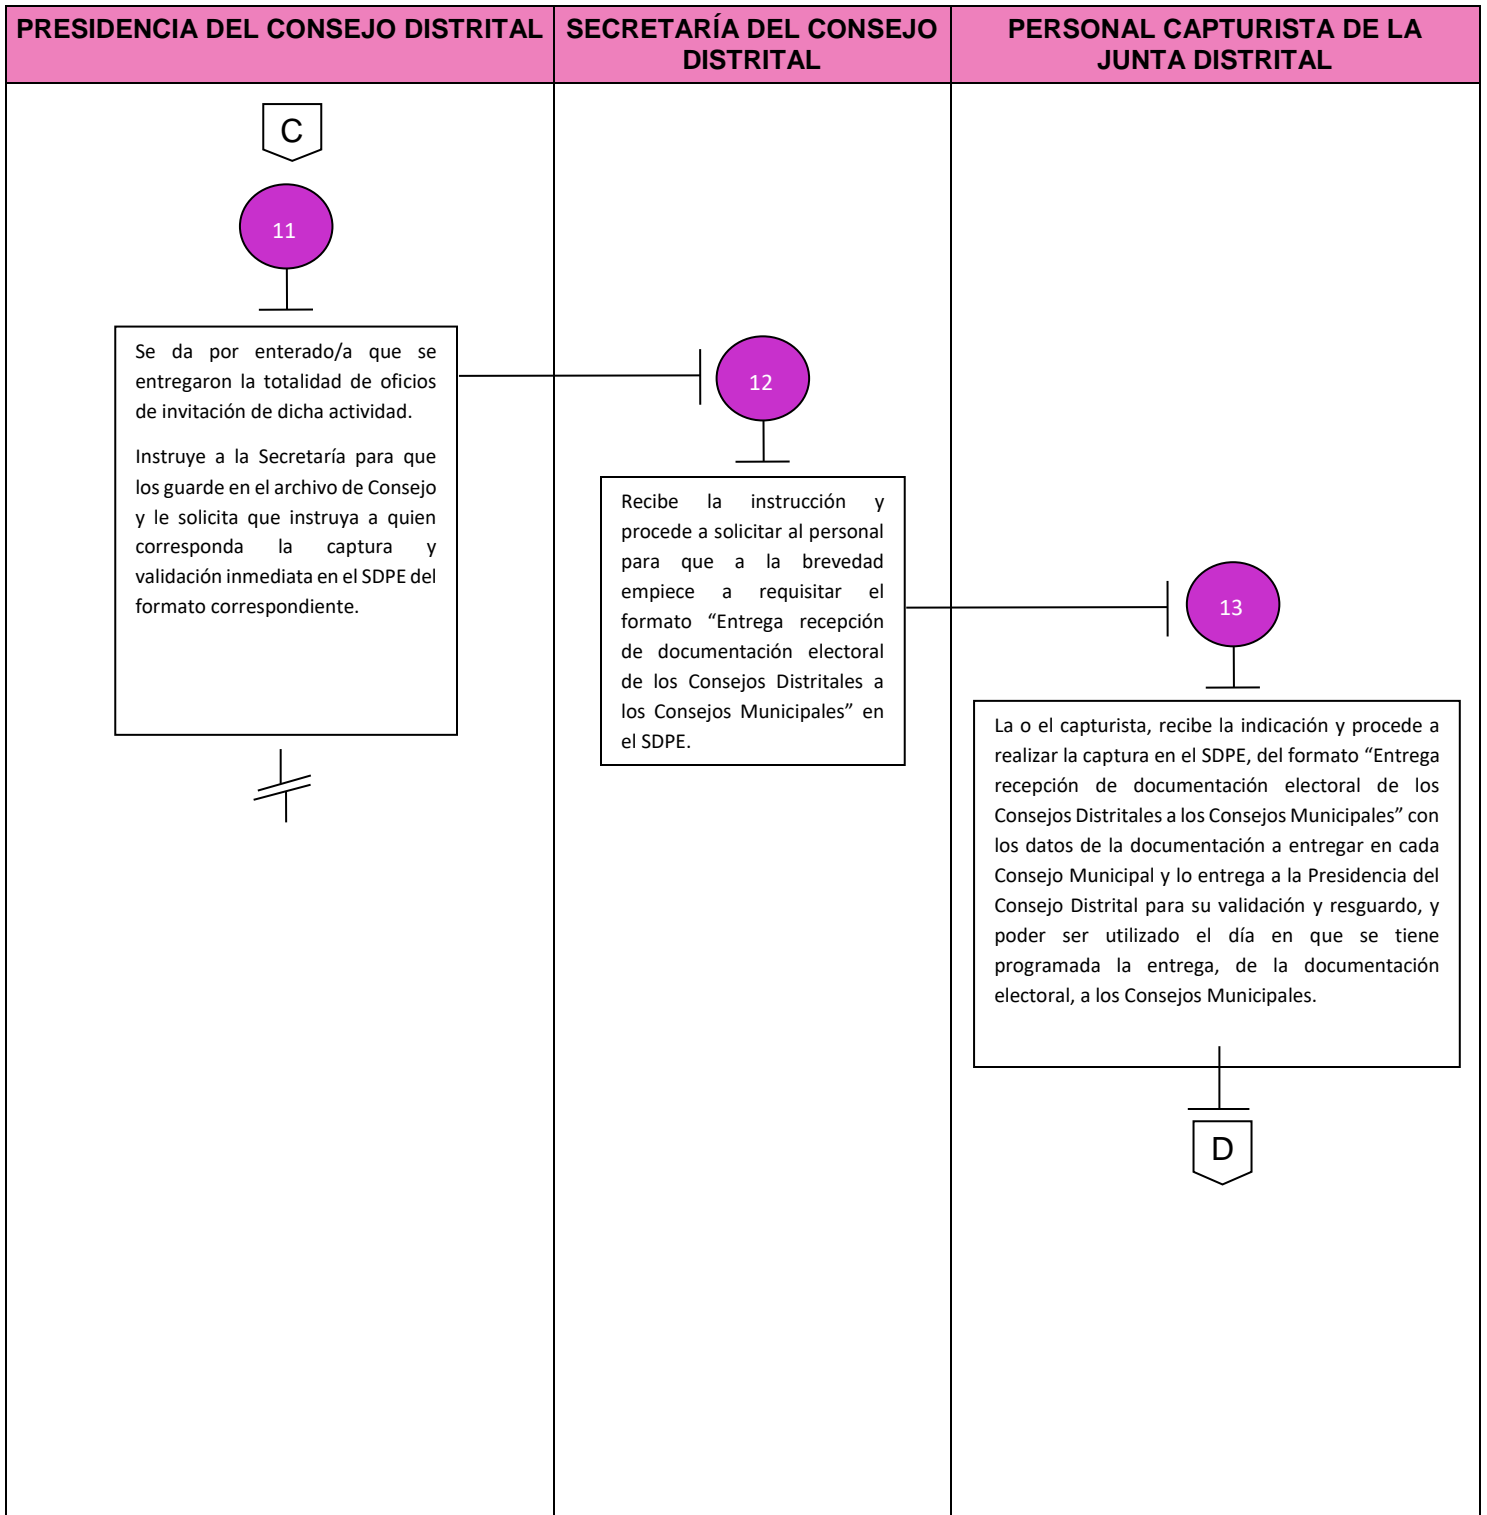 PRESIDENCIA DEL CONSEJO DISTRITAL
SECRETARÍA DEL CONSEJO
DISTRITAL
PERSONAL CAPTURISTA DE LA
JUNTA DISTRITAL
C
11
Se da por enterado/a que se
entregaron la totalidad de oficios
de invitación de dicha actividad.
Instruye a la Secretaría para que
los guarde en el archivo de Consejo
y le solicita que instruya a quien
corresponda la captura y
validación inmediata en el SDPE del
formato correspondiente.
12
Recibe la instrucción y
procede a solicitar al personal
para que a la brevedad
empiece a requisitar el
formato “Entrega recepción
de documentación electoral
de los Consejos Distritales a
los Consejos Municipales” en
el SDPE.
13
La o el capturista, recibe la indicación y procede a
realizar la captura en el SDPE, del formato “Entrega
recepción de documentación electoral de los
Consejos Distritales a los Consejos Municipales” con
los datos de la documentación a entregar en cada
Consejo Municipal y lo entrega a la Presidencia del
Consejo Distrital para su validación y resguardo, y
poder ser utilizado el día en que se tiene
programada la entrega, de la documentación
electoral, a los Consejos Municipales.
D